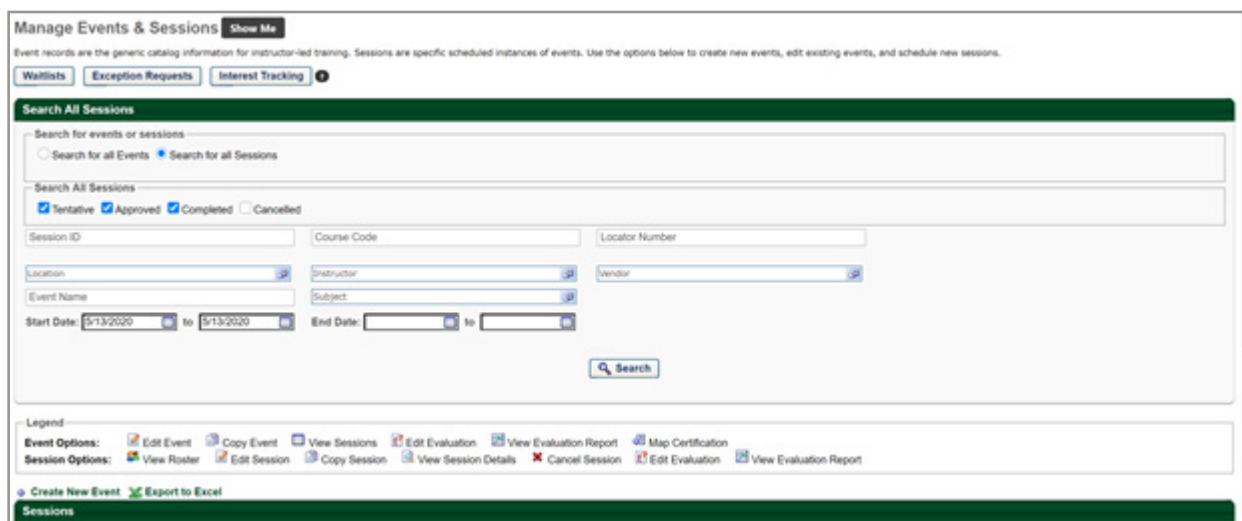 Manage Events & Sessions Show Me
Event records are the generic catalog information for instructor-led training. Sessions are specific scheduled instances of events. Use the options below to create new events, edit existing events, and schedule new sessions.
Waitlists Exception Requests Interest Tracking ?
Search All Sessions
Search for events or sessions
Search for all Events Search for all Sessions
Search All Sessions
Tentative Approved Completed Cancelled
Session ID Course Code Locator Number
Location Instructor Vendor
Event Name Subject
Start Date: 5/13/2020 to 5/13/2020 End Date: to
Search
Legend
Event Options: Edit Event Copy Event View Sessions Edit Evaluation View Evaluation Report Map Certification
Session Options: View Roster Edit Session Copy Session View Session Details Cancel Session Edit Evaluation View Evaluation Report
Create New Event Export to Excel
Sessions